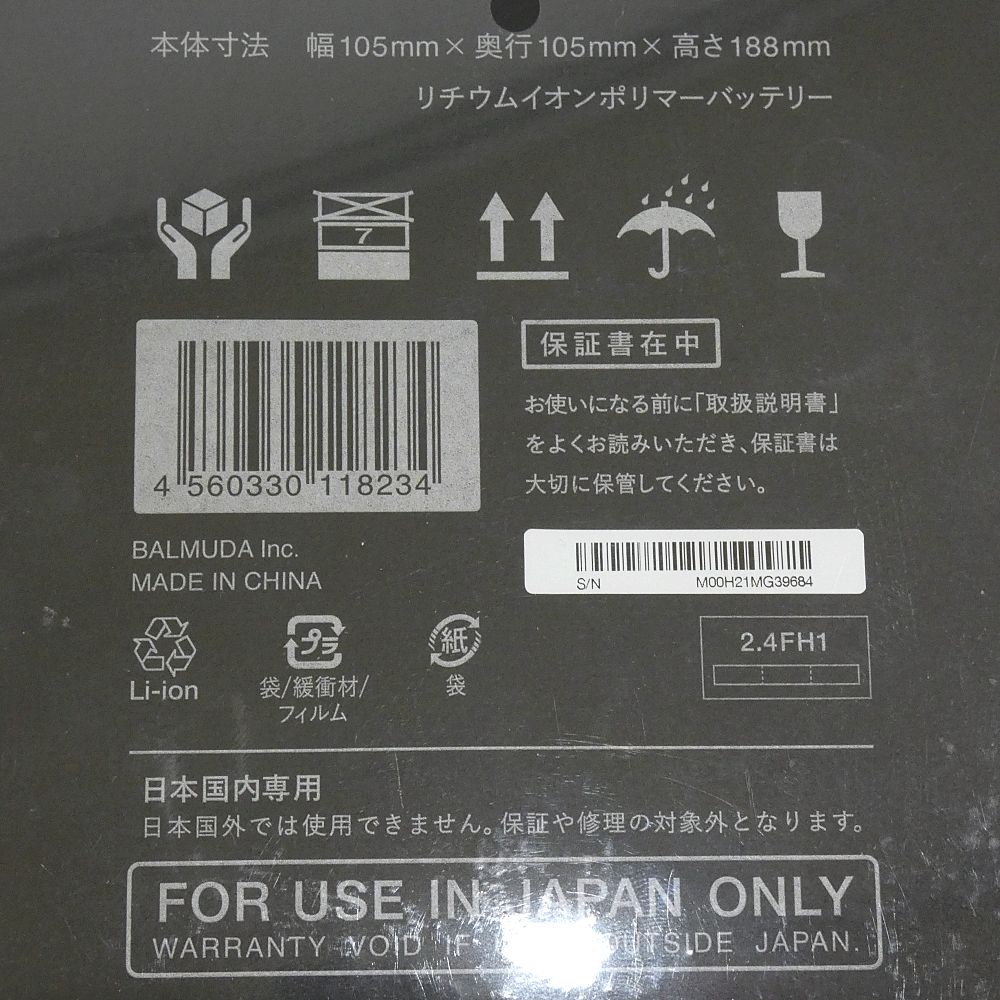 本体寸法 幅105mm×奥行105mm×高さ188mm
リチウムイオンポリマーバッテリー
7
4 560330 118234
保証書在中
お使いになる前に「取扱説明書」
をよくお読みいただき、保証書は
大切に保管してください。
BALMUDA Inc.
MADE IN CHINA
S/N M00H21MG39684
Li-ion
プラ
袋/緩衝材/
フィルム
紙
袋
2.4FH1
日本国内専用
日本国外では使用できません。保証や修理の対象外となります。
FOR USE IN JAPAN ONLY
WARRANTY VOID IF OUTSIDE JAPAN.